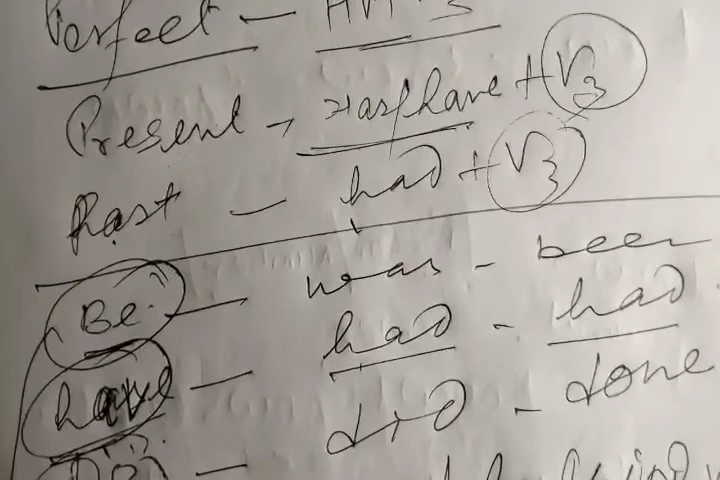 Perfect –
Present → Has/have + V3
Past – had + V3
Be – was – been
have – had – had
Do – did – done